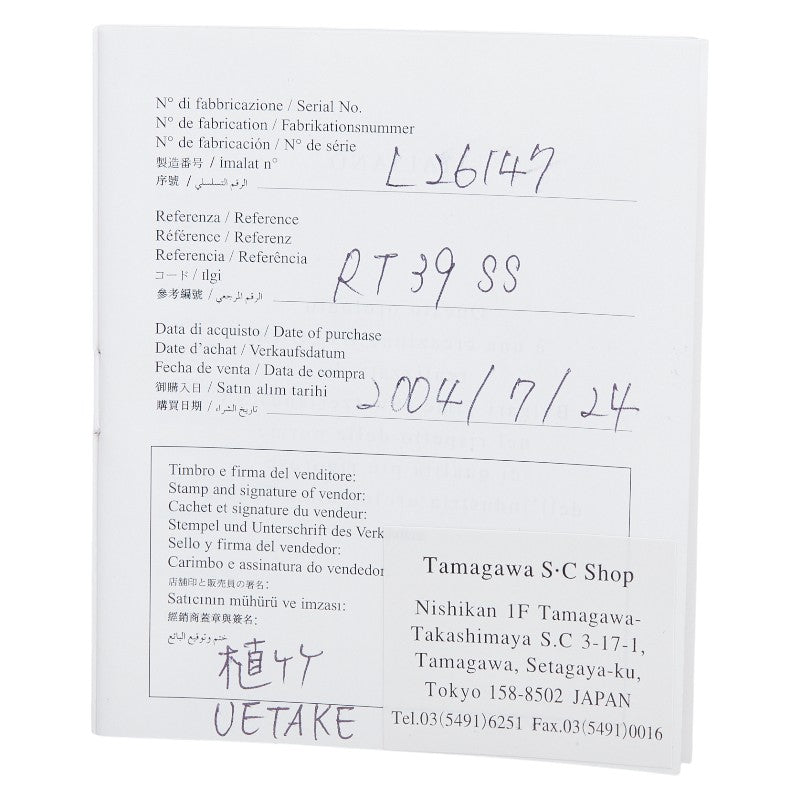 N° di fabbricazione / Serial No.
N° de fabrication / Fabrikationsnummer
N° de fabricación / N° de série
製造番号 / imalat n°
序號 / الرقم التسلسلي
L26147
Referenza / Reference
Référence / Referenz
Referencia / Referência
コード / Ilgi
參考編號 / الرقم المرجعي
RT39 SS
Data di acquisto / Date of purchase
Date d'achat / Verkaufsdatum
Fecha de venta / Data de compra
御購入日 / Satın alım tarihi
購買日期 / تاريخ الشراء
2004/7/24
Timbro e firma del venditore:
Stamp and signature of vendor:
Cachet et signature du vendeur:
Stempel und Unterschrift des Verk
Sello y firma del vendedor:
Carimbo e assinatura do vendedor
店舗印と販売員の署名:
Satıcının mühürü ve imzası:
經銷商蓋章與簽名:
ختم وتوقيع البائع
植竹
UETAKE
Tamagawa S·C Shop
Nishikan 1F Tamagawa-
Takashimaya S.C 3-17-1,
Tamagawa, Setagaya-ku,
Tokyo 158-8502 JAPAN
Tel.03(5491)6251 Fax.03(5491)0016